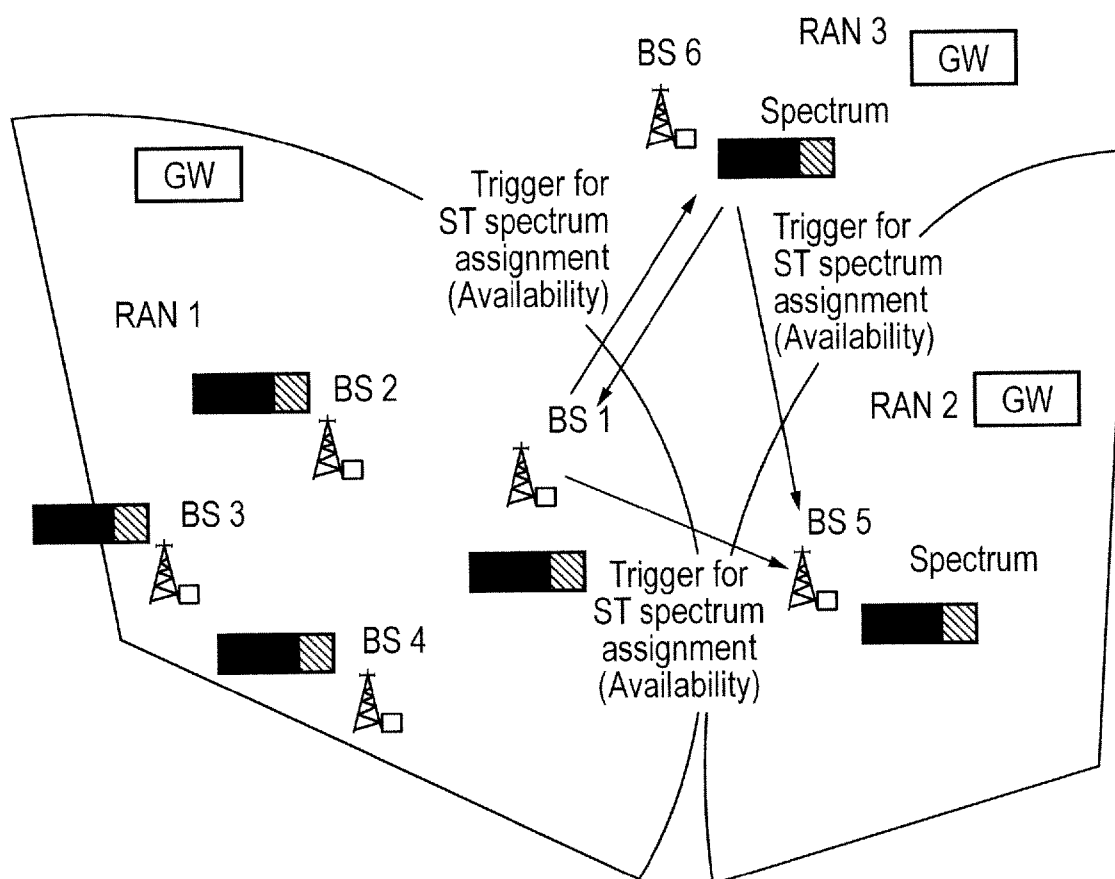 RAN 3
GW
BS 6
Spectrum
GW
Trigger for
ST spectrum
assignment
(Availability)
Trigger for
ST spectrum
assignment
(Availability)
RAN 1
BS 2
BS 1
RAN 2
GW
BS 3
BS 5
Spectrum
Trigger for
ST spectrum
assignment
(Availability)
BS 4